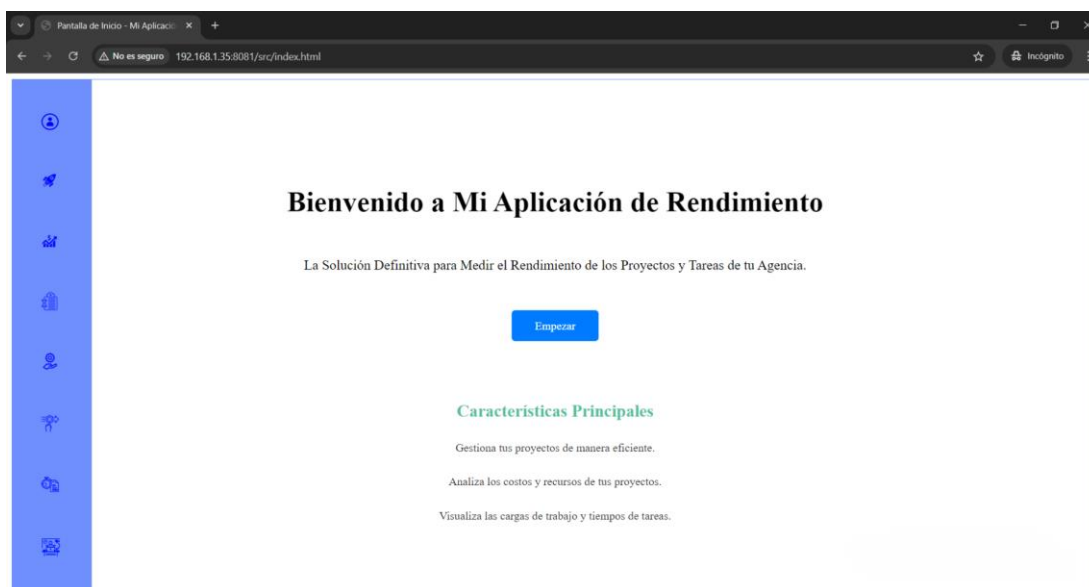 Pantalla de Inicio - Mi Aplicació
No es seguro 192.168.1.35:8081/src/index.html
Incógnito
Bienvenido a Mi Aplicación de Rendimiento
La Solución Definitiva para Medir el Rendimiento de los Proyectos y Tareas de tu Agencia.
Empezar
Características Principales
Gestiona tus proyectos de manera eficiente.
Analiza los costos y recursos de tus proyectos.
Visualiza las cargas de trabajo y tiempos de tareas.